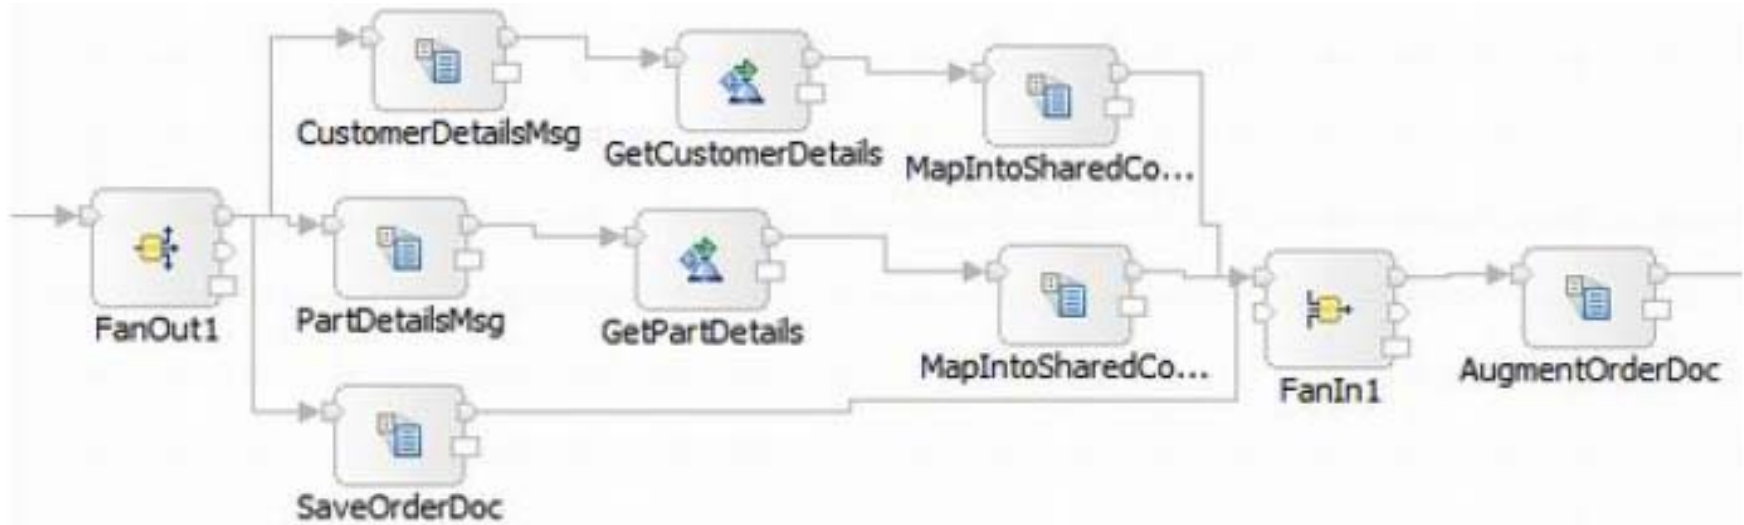 CustomerDetailsMsg
GetCustomerDetails
MapIntoSharedCo...
FanOut1
PartDetailsMsg
GetPartDetails
MapIntoSharedCo...
FanIn1
AugmentOrderDoc
SaveOrderDoc